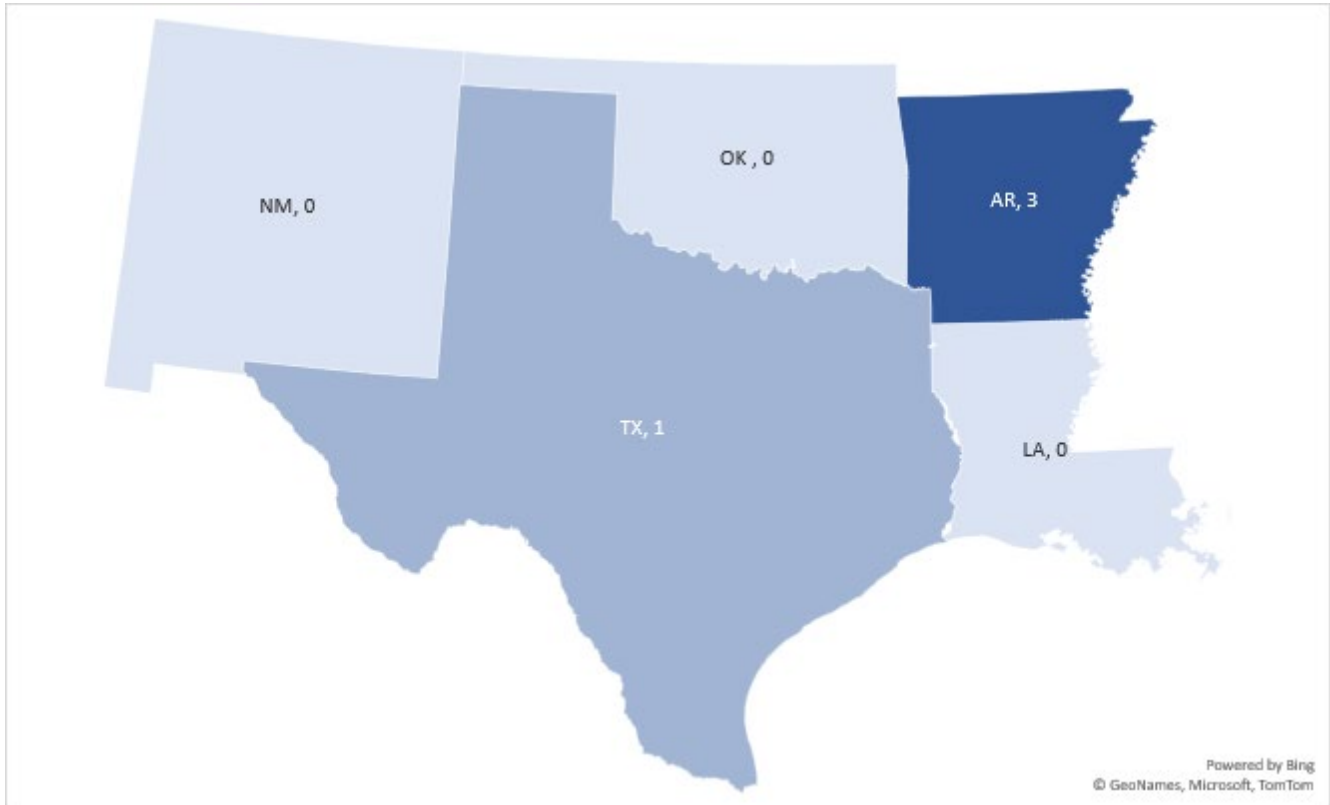 OK , 0
AR, 3
NM, 0
TX, 1
LA, 0
Powered by Bing
© GeoNames, Microsoft, TomTom